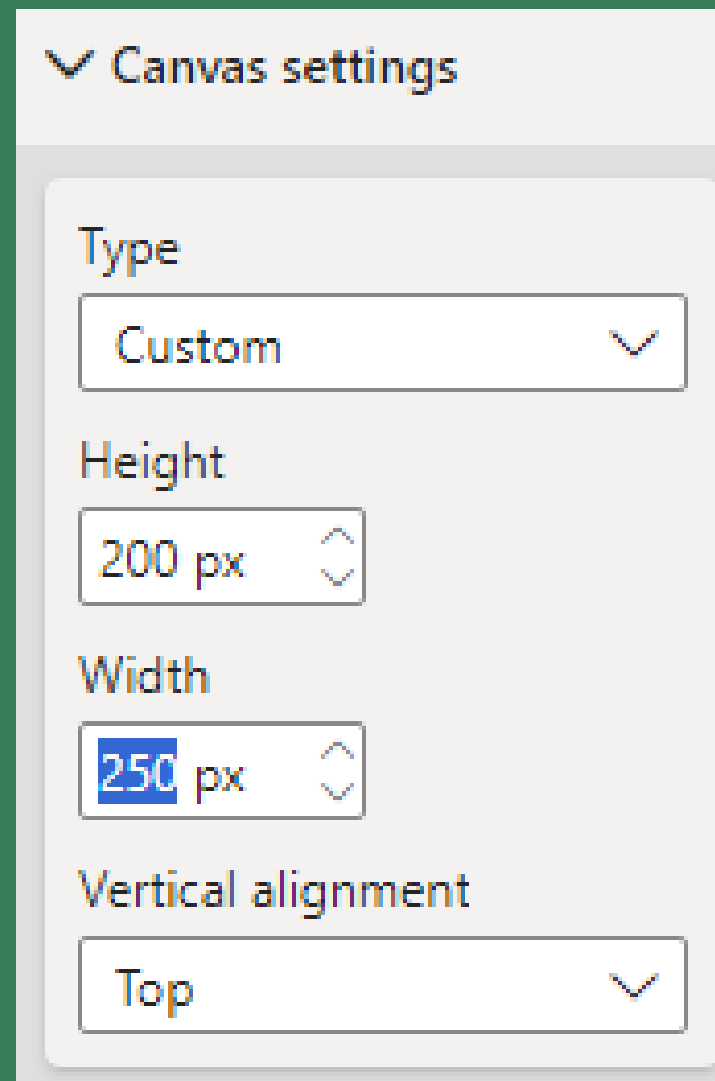 Canvas settings
Type
Custom
Height
200 px
Width
250 px
Vertical alignment
Top